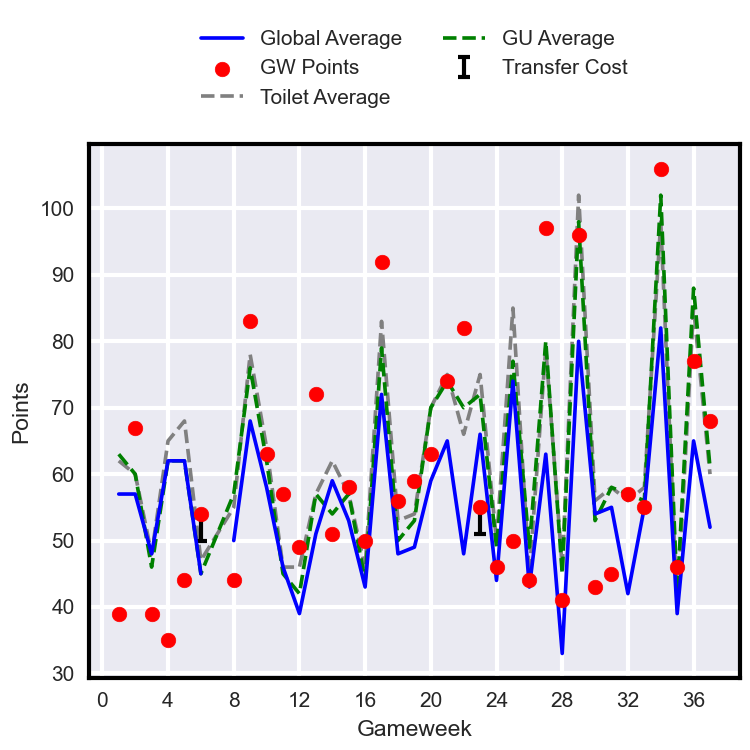 Global Average
GU Average
GW Points
Transfer Cost
Toilet Average
100
90
80
70
60
50
40
30
Points
0 4 8 12 16 20 24 28 32 36
Gameweek